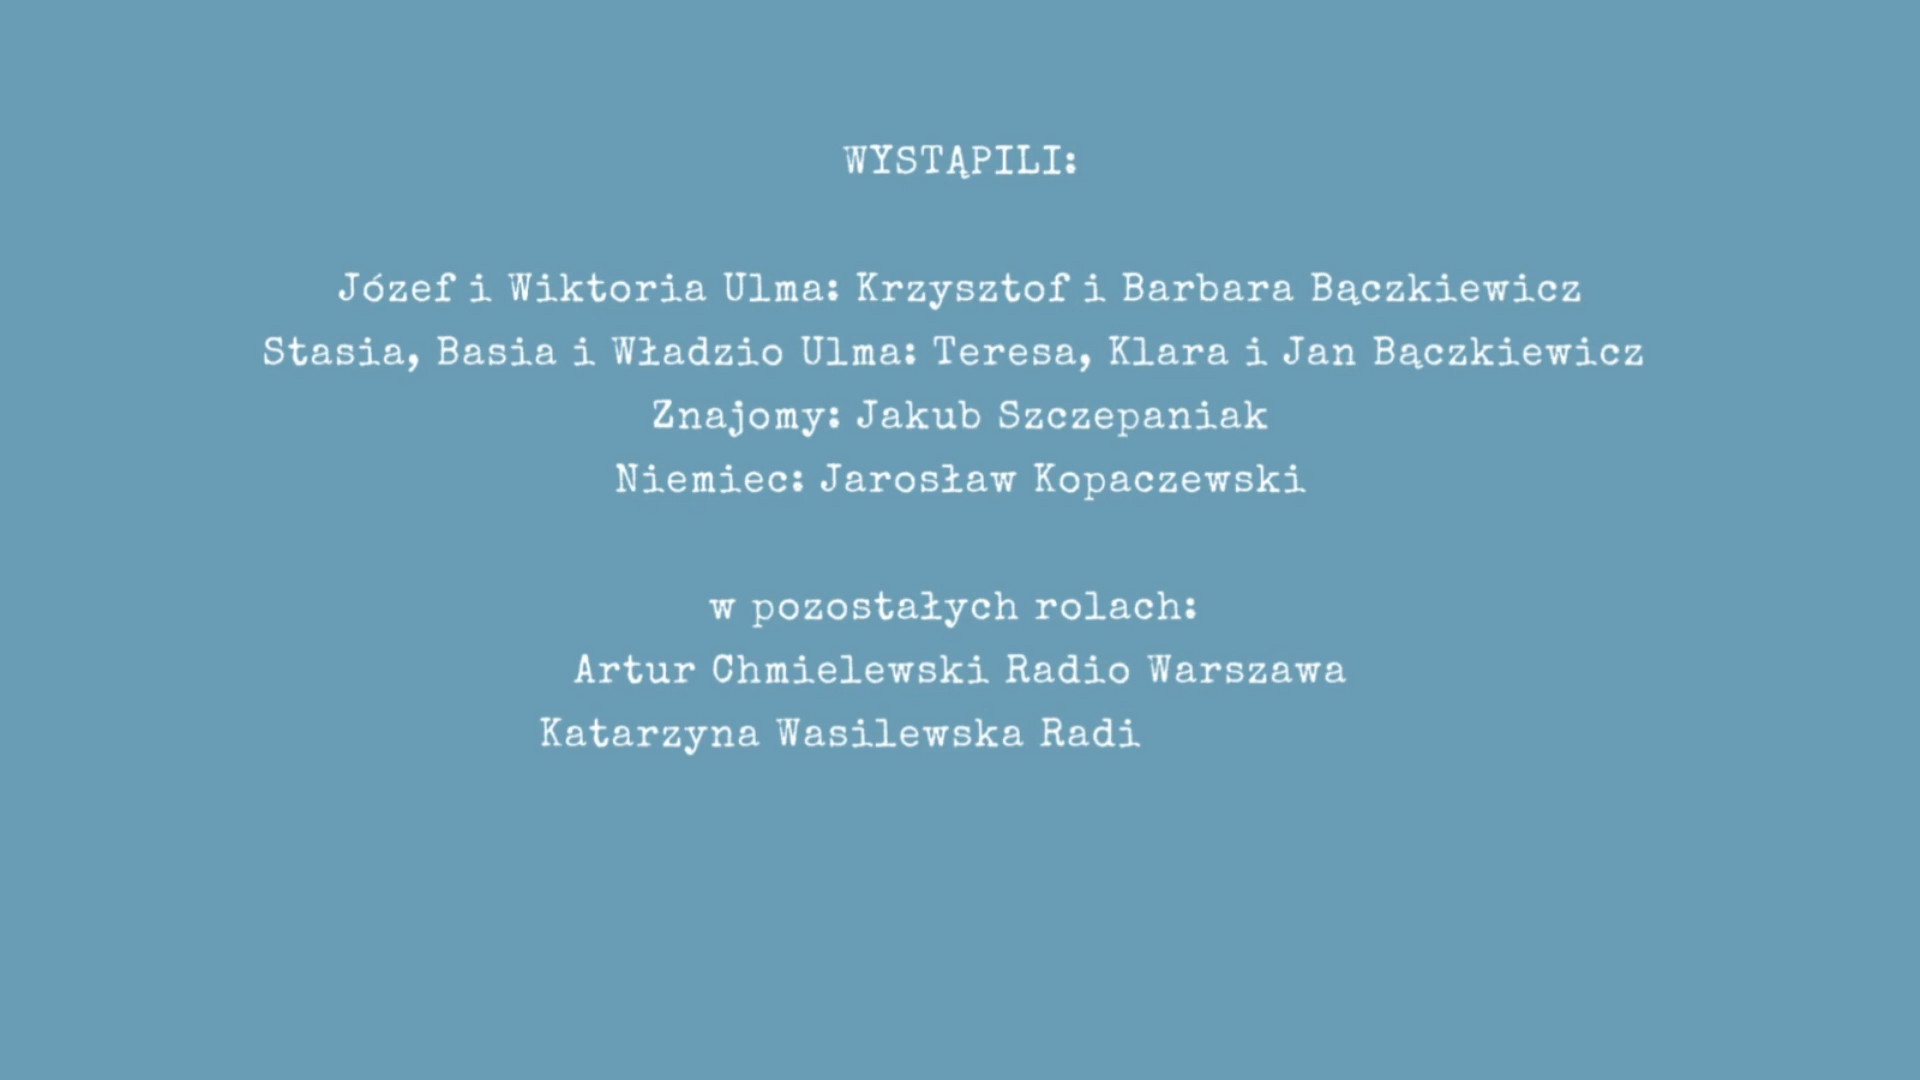 WYSTĄPILI:
Józef i Wiktoria Ulma: Krzysztof i Barbara Bączkiewicz
Stasia, Basia i Władzio Ulma: Teresa, Klara i Jan Bączkiewicz
Znajomy: Jakub Szczepaniak
Niemiec: Jarosław Kopaczewski
w pozostałych rolach:
Artur Chmielewski Radio Warszawa
Katarzyna Wasilewska Radi